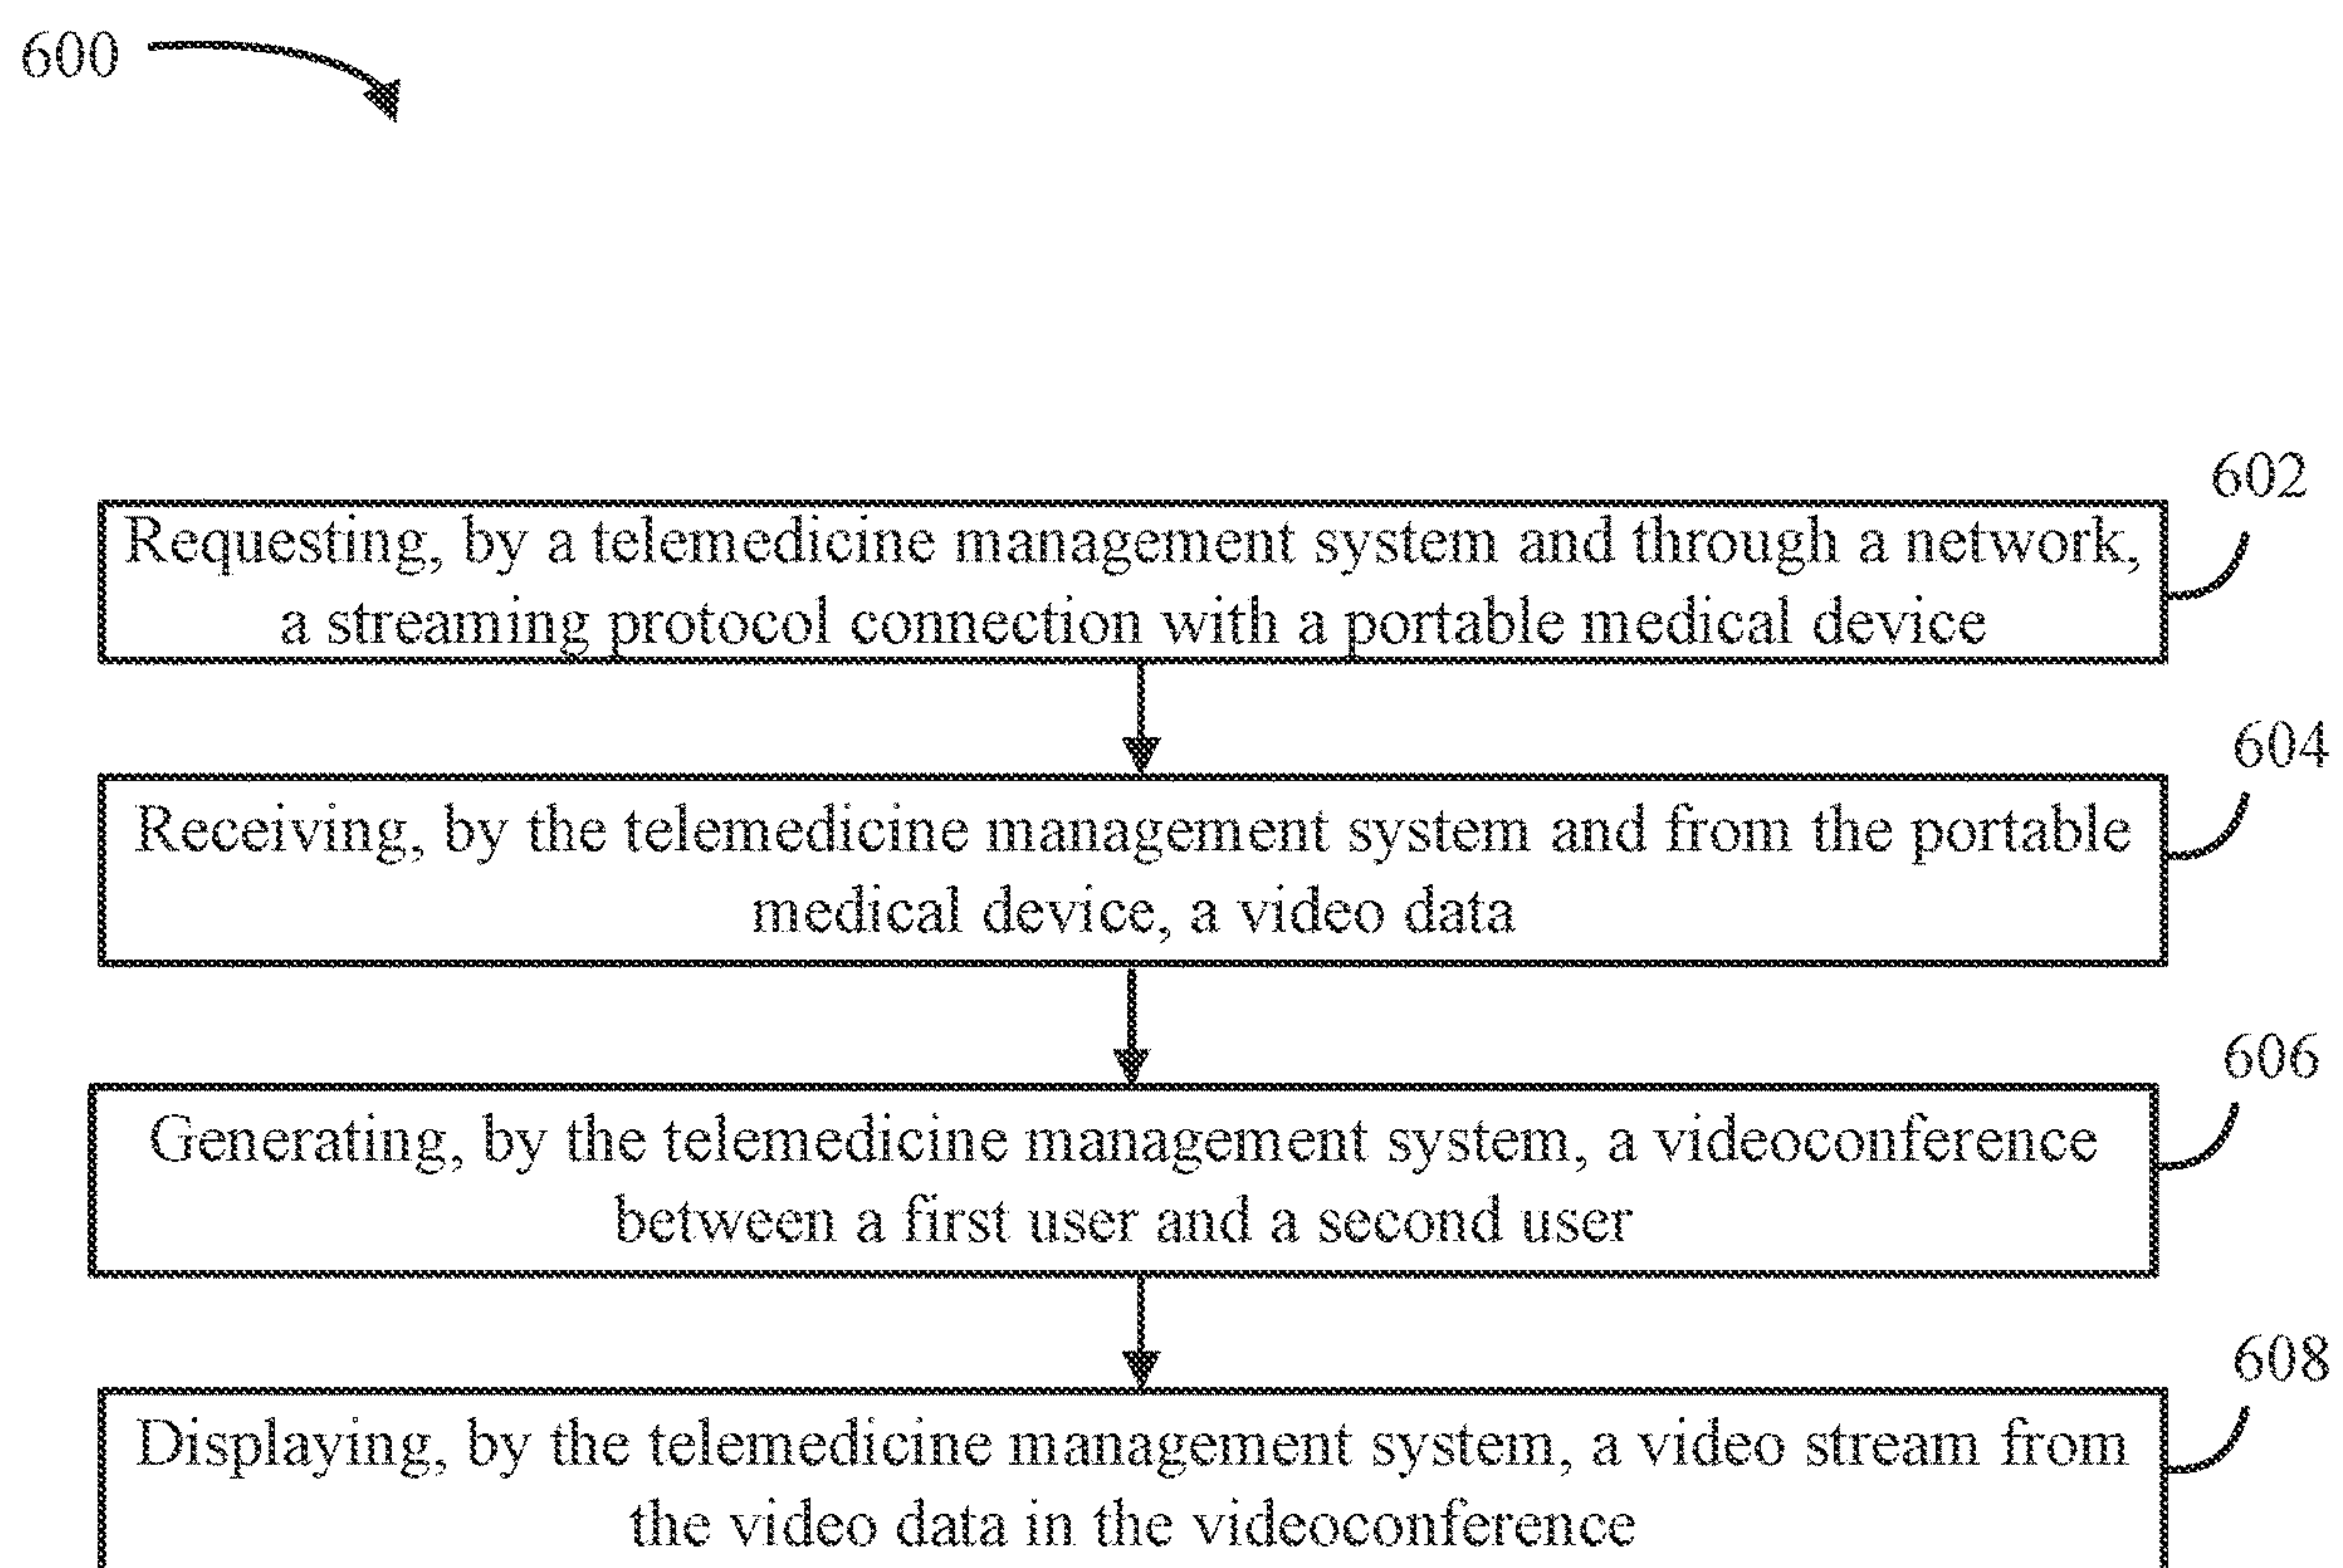 600
602
Requesting, by a telemedicine management system and through a network,
a streaming protocol connection with a portable medical device
604
Receiving, by the telemedicine management system and from the portable
medical device, a video data
606
Generating, by the telemedicine management system, a videoconference
between a first user and a second user
608
Displaying, by the telemedicine management system, a video stream from
the video data in the videoconference